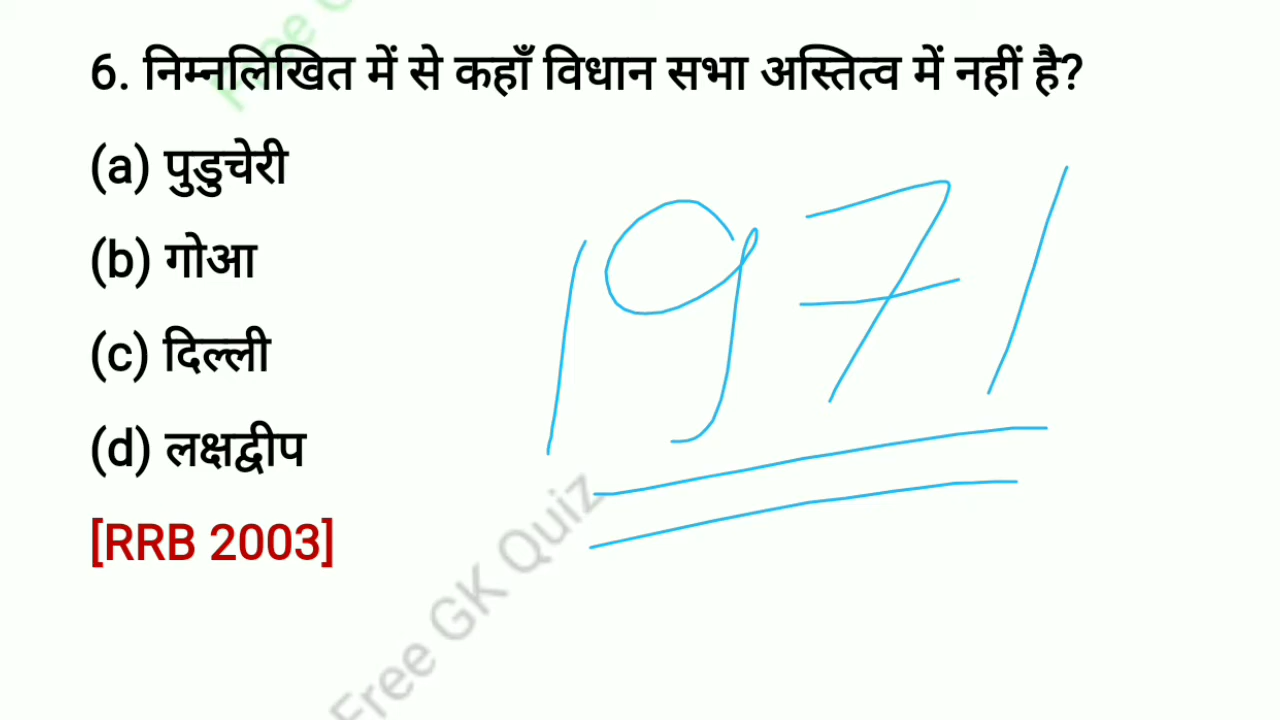 6. निम्नलिखित में से कहाँ विधान सभा अस्तित्व में नहीं है?
(a) पुडुचेरी
(b) गोआ
(c) दिल्ली
(d) लक्षद्वीप
1971
[RRB 2003]
Free GK Quiz